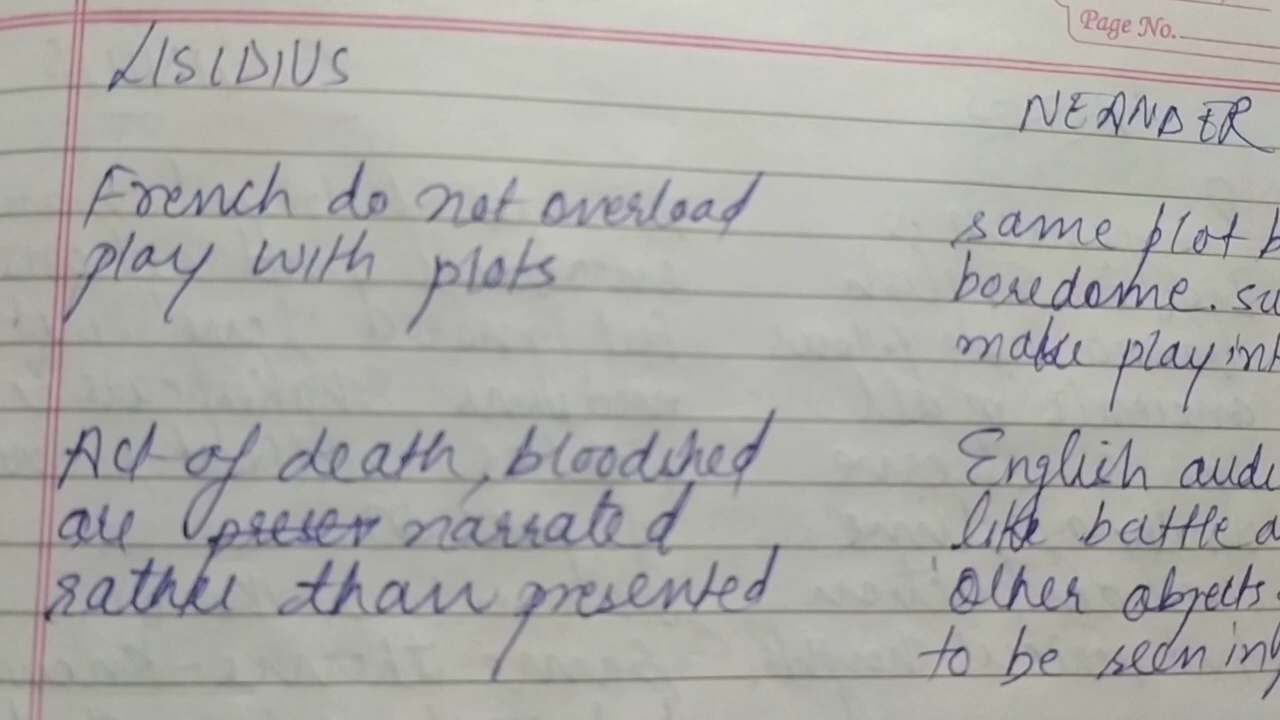 Page No.
LISIDIUS
NEANDER
French do not overload
play with plots
same plot
boredome.
make play
Act of death, bloodshed
are preser narrated
rather than presented
English
like battle
Other objects
to be seen in